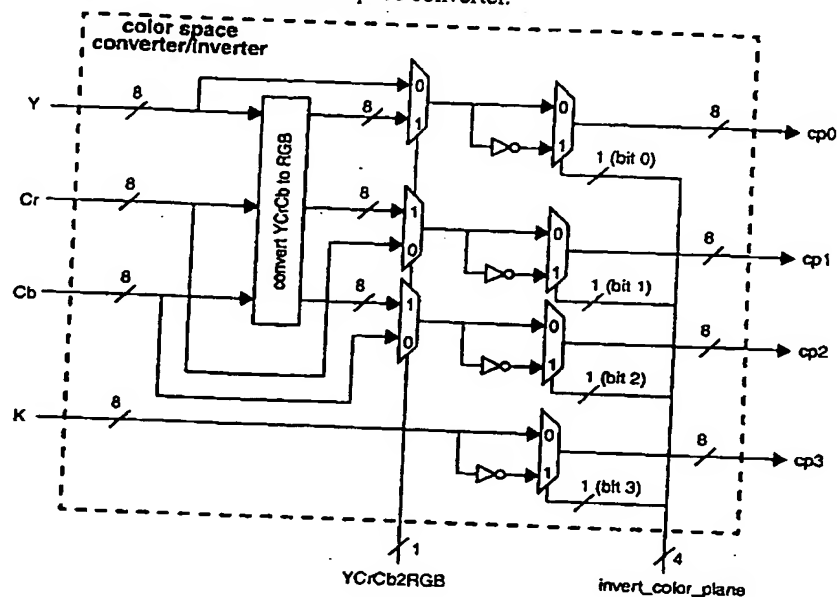 converter.
color space
converter/inverter
Y
8
0
1
8
convert YCrCb to RGB
0
1
1 (bit 0)
8
cp0
Cr
8
8
1
0
0
1
1 (bit 1)
8
cp1
Cb
8
8
1
0
0
1
1 (bit 2)
8
cp2
K
8
0
1
1 (bit 3)
8
cp3
1
YCrCb2RGB
4
invert_color_plane